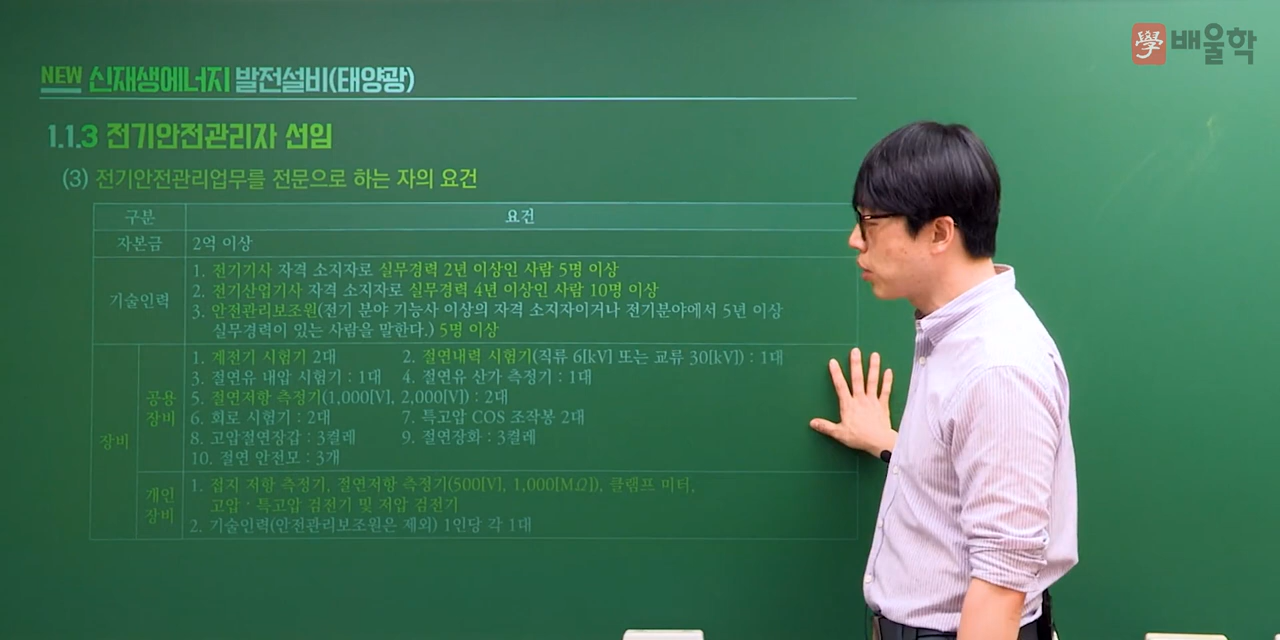 學 배울학
NEW 신재생에너지 발전설비(태양광)
1.1.3 전기안전관리자 선임
(3) 전기안전관리업무를 전문으로 하는 자의 요건
구분 요건
자본금 2억 이상
기술인력
1. 전기기사 자격 소지자로 실무경력 2년 이상인 사람 5명 이상
2. 전기산업기사 자격 소지자로 실무경력 4년 이상인 사람 10명 이상
3. 안전관리보조원(전기 분야 기능사 이상의 자격 소지자이거나 전기분야에서 5년 이상
실무경력이 있는 사람을 말한다.) 5명 이상
장비
공용
장비
1. 계전기 시험기 2대 2. 절연내력 시험기(직류 6[kV] 또는 교류 30[kV]) : 1대
3. 절연유 내압 시험기 : 1대 4. 절연유 산가 측정기 : 1대
5. 절연저항 측정기(1,000[V], 2,000[V]) : 2대
6. 회로 시험기 : 2대 7. 특고압 COS 조작봉 2대
8. 고압절연장갑 : 3켤레 9. 절연장화 : 3켤레
10. 절연 안전모 : 3개
개인
장비
1. 접지 저항 측정기, 절연저항 측정기(500[V], 1,000[MΩ]), 클램프 미터,
고압·특고압 검전기 및 저압 검전기
2. 기술인력(안전관리보조원은 제외) 1인당 각 1대